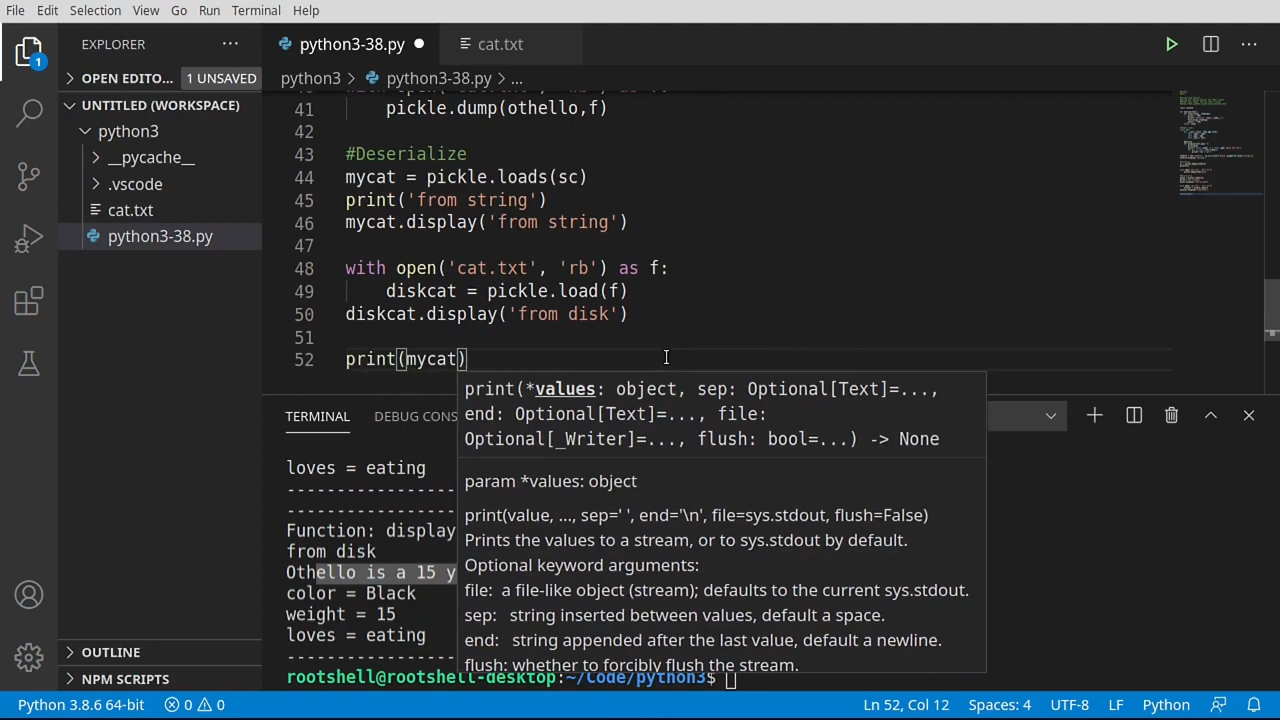 File Edit Selection View Go Run Terminal Help
EXPLORER
python3-38.py
cat.txt
1
OPEN EDITO... 1 UNSAVED
python3 > python3-38.py > ...
UNTITLED (WORKSPACE)
python3
__pycache__
.vscode
cat.txt
python3-38.py
41 pickle.dump(othello,f)
42
43 #Deserialize
44 mycat = pickle.loads(sc)
45 print('from string')
46 mycat.display('from string')
47
48 with open('cat.txt', 'rb') as f:
49 diskcat = pickle.load(f)
50 diskcat.display('from disk')
51
52 print(mycat)
print(*values: object, sep: Optional[Text]=...,
end: Optional[Text]=..., file:
Optional[_Writer]=..., flush: bool=...) -> None
param *values: object
print(value, ..., sep=' ', end='\n', file=sys.stdout, flush=False)
Prints the values to a stream, or to sys.stdout by default.
Optional keyword arguments:
file: a file-like object (stream); defaults to the current sys.stdout.
sep: string inserted between values, default a space.
end: string appended after the last value, default a newline.
flush: whether to forcibly flush the stream.
TERMINAL DEBUG CONS
loves = eating
Function: display
from disk
Othello is a 15 y
color = Black
weight = 15
loves = eating
rootshell@rootshell-desktop:~/Code/python3$
OUTLINE
NPM SCRIPTS
Python 3.8.6 64-bit 0 0 Ln 52, Col 12 Spaces: 4 UTF-8 LF Python